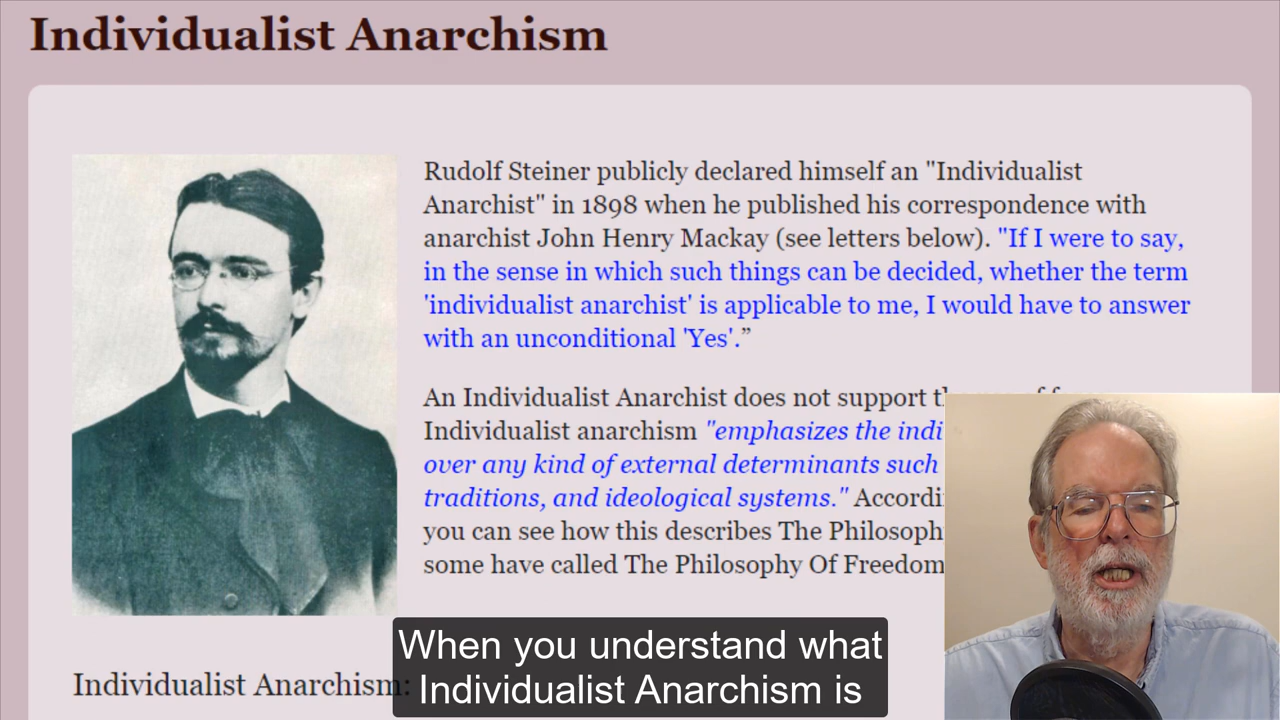 Individualist Anarchism
Rudolf Steiner publicly declared himself an "Individualist
Anarchist" in 1898 when he published his correspondence with
anarchist John Henry Mackay (see letters below). "If I were to say,
in the sense in which such things can be decided, whether the term
'individualist anarchist' is applicable to me, I would have to answer
with an unconditional 'Yes'.”
An Individualist Anarchist does not support
Individualist anarchism "emphasizes the
over any kind of external determinants such
traditions, and ideological systems."
you can see how this describes The
some have called The Philosophy Of Freedom
Individualist Anarchism:
When you understand what
Individualist Anarchism is